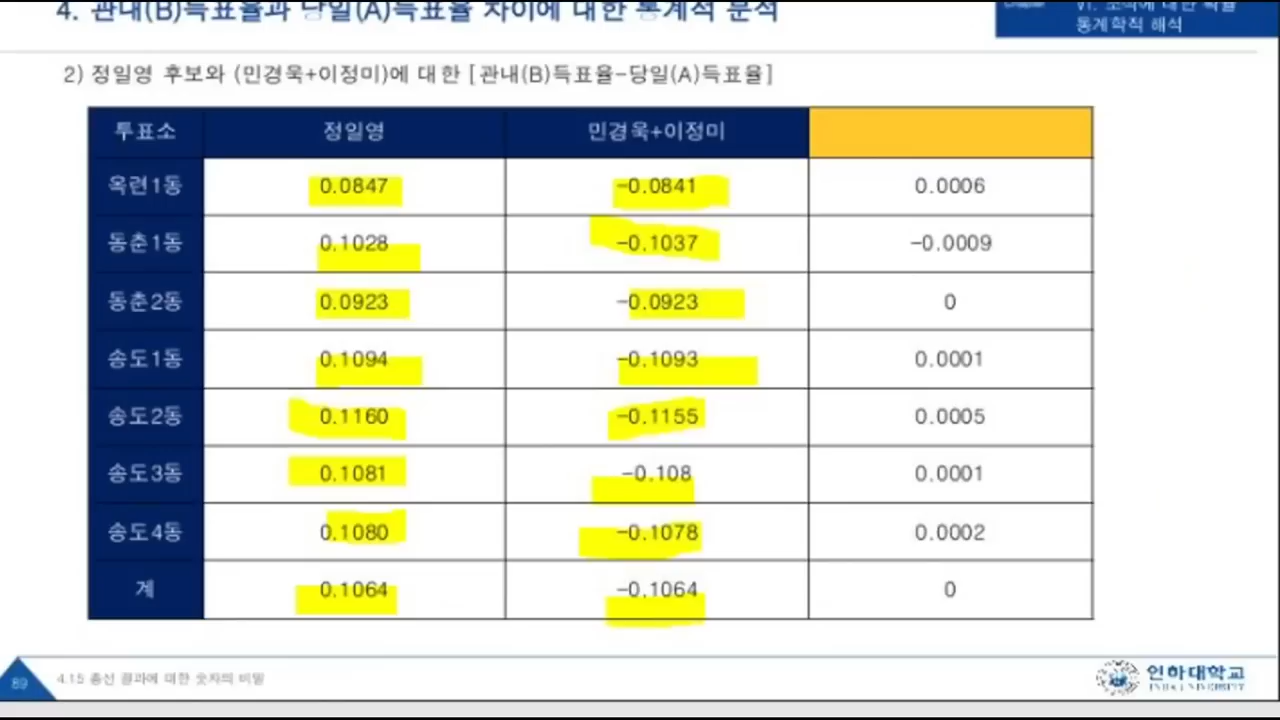 4. 관내(B)득표율과 당일(A)득표율 차이에 대한 통계적 분석
통계학적 해석
2) 정일영 후보와 (민경욱+이정미)에 대한 [관내(B)득표율-당일(A)득표율]
투표소 정일영 민경욱+이정미
옥련1동 0.0847 -0.0841 0.0006
동춘1동 0.1028 -0.1037 -0.0009
동춘2동 0.0923 -0.0923 0
송도1동 0.1094 -0.1093 0.0001
송도2동 0.1160 -0.1155 0.0005
송도3동 0.1081 -0.108 0.0001
송도4동 0.1080 -0.1078 0.0002
계 0.1064 -0.1064 0
89 4.15 총선 결과에 대한 숫자의 비밀
인하대학교
INHA UNIVERSITY